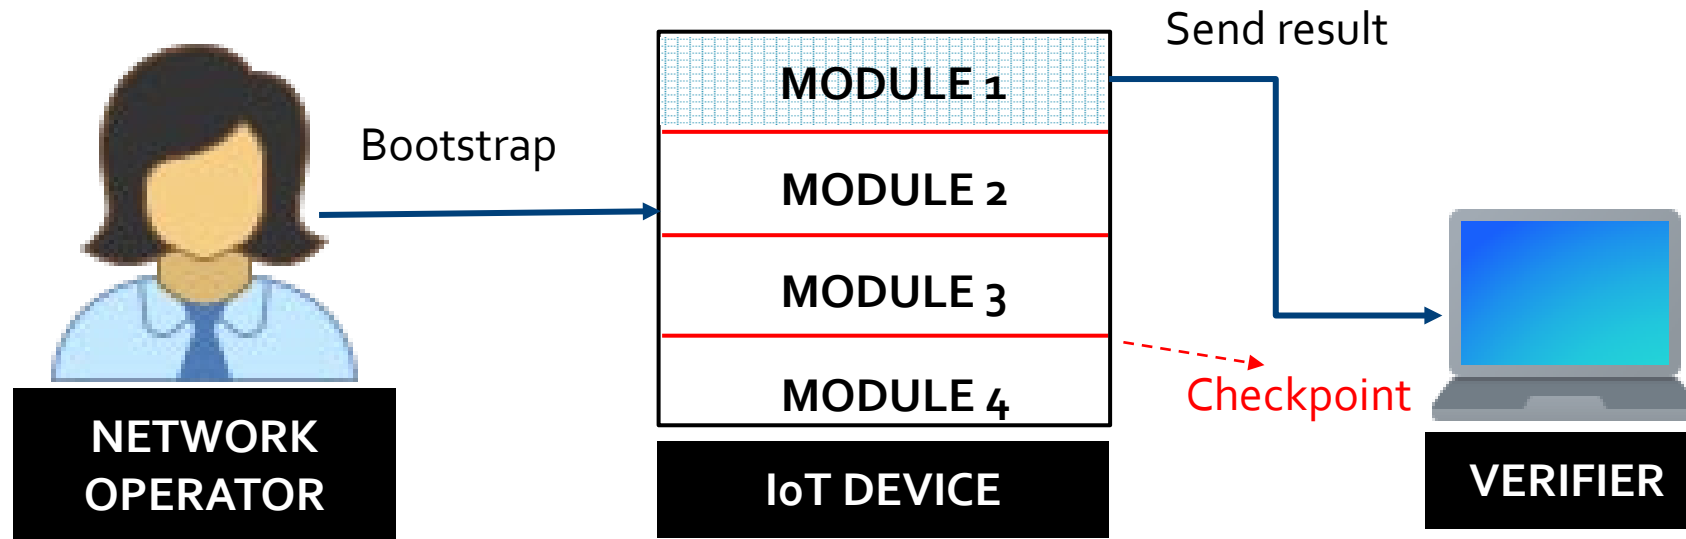 Send result
MODULE 1
Bootstrap
MODULE 2
MODULE 3
Checkpoint
MODULE 4
NETWORK
OPERATOR
IoT DEVICE
VERIFIER